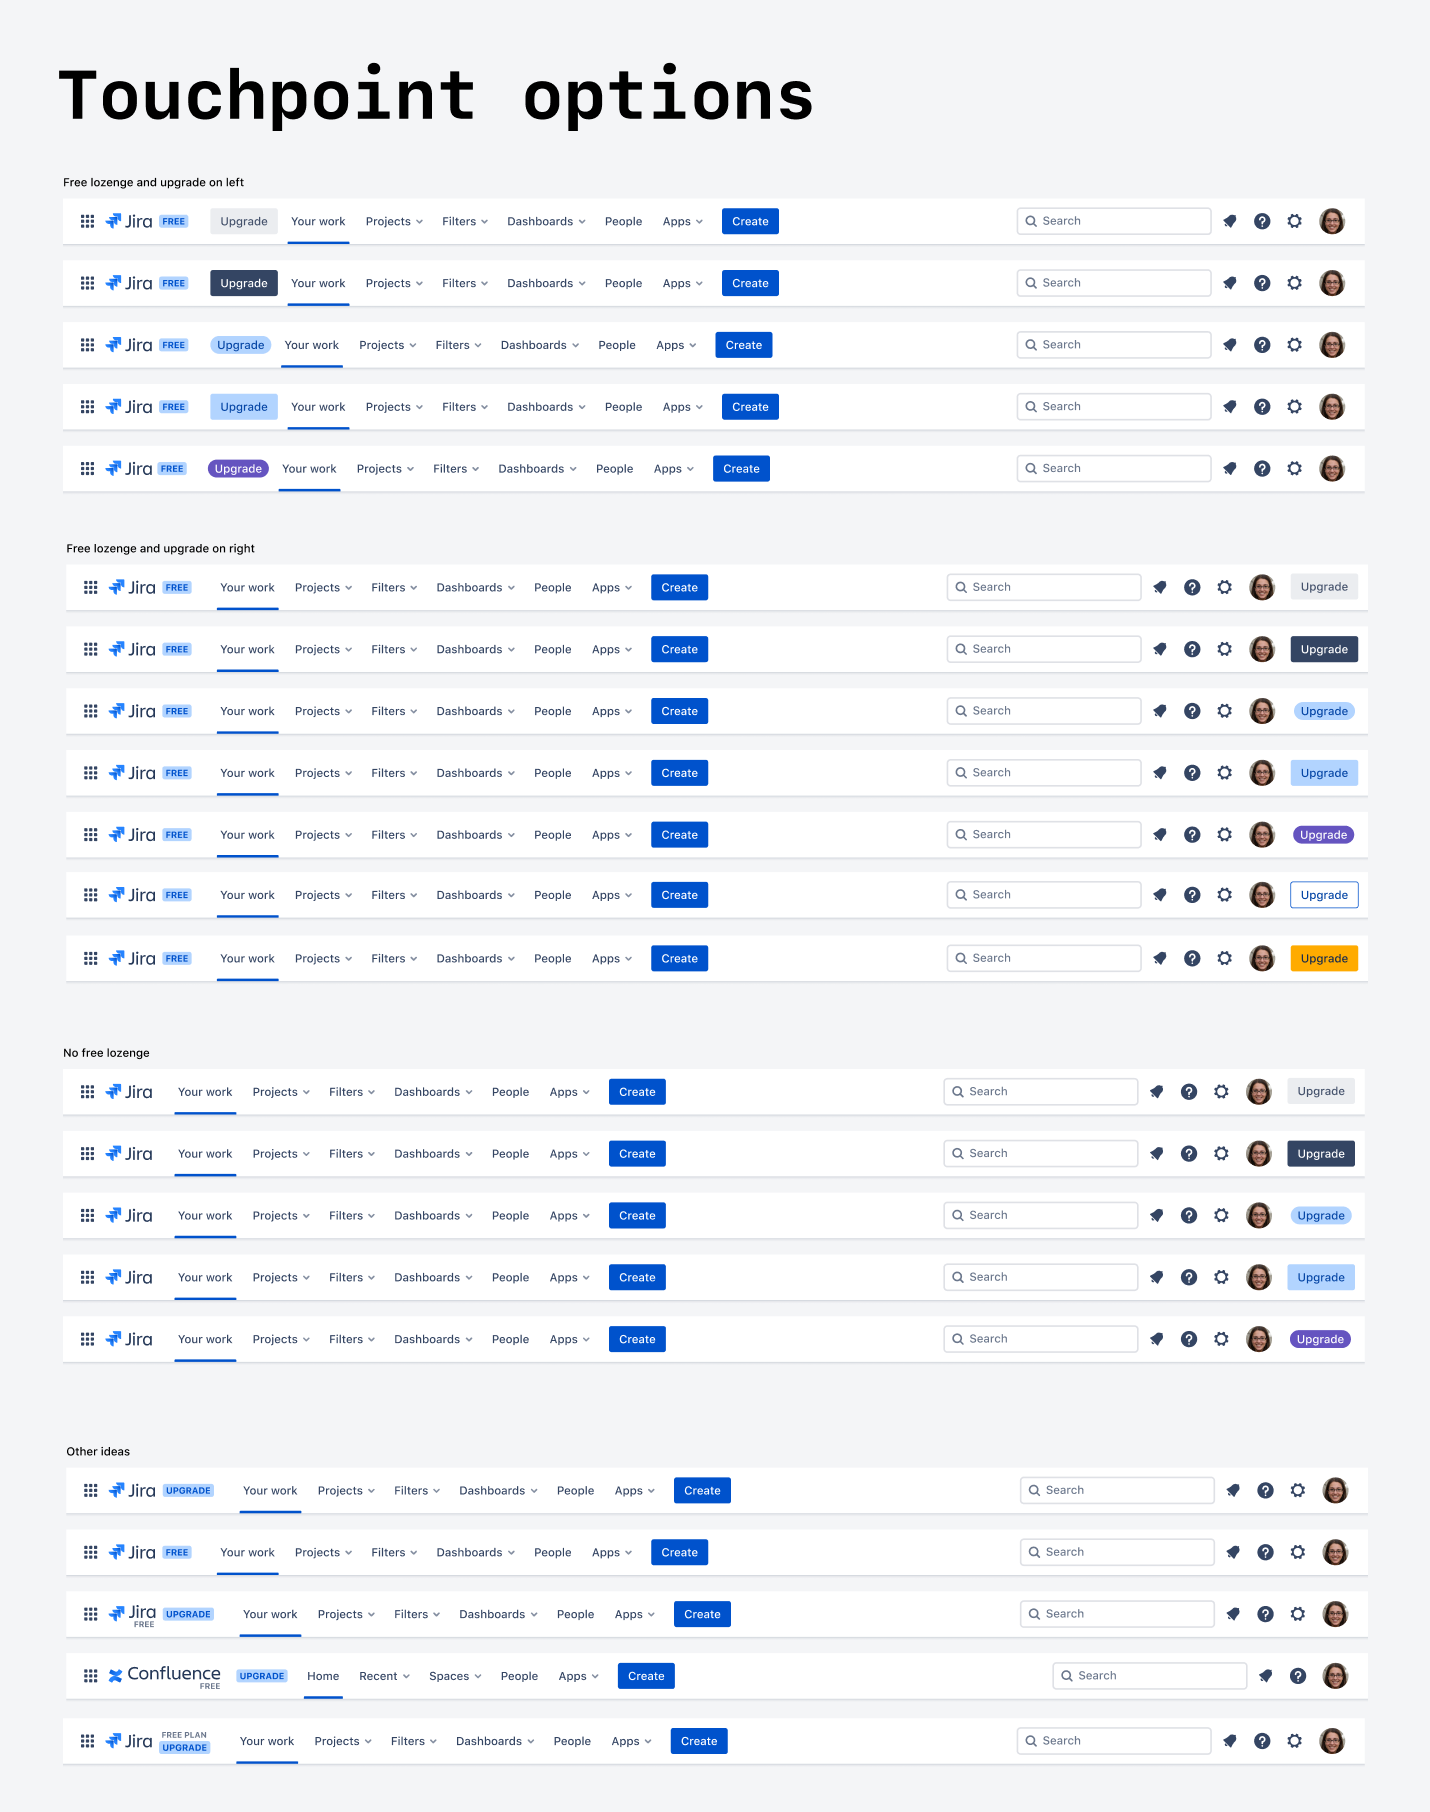 Touchpoint options
Free lozenge and upgrade on left
Jira FREE Upgrade Your work Projects Filters Dashboards People Apps Create Search
Jira FREE Upgrade Your work Projects Filters Dashboards People Apps Create Search
Jira FREE Upgrade Your work Projects Filters Dashboards People Apps Create Search
Jira FREE Upgrade Your work Projects Filters Dashboards People Apps Create Search
Jira FREE Upgrade Your work Projects Filters Dashboards People Apps Create Search
Free lozenge and upgrade on right
Jira FREE Your work Projects Filters Dashboards People Apps Create Search Upgrade
Jira FREE Your work Projects Filters Dashboards People Apps Create Search Upgrade
Jira FREE Your work Projects Filters Dashboards People Apps Create Search Upgrade
Jira FREE Your work Projects Filters Dashboards People Apps Create Search Upgrade
Jira FREE Your work Projects Filters Dashboards People Apps Create Search Upgrade
Jira FREE Your work Projects Filters Dashboards People Apps Create Search Upgrade
Jira FREE Your work Projects Filters Dashboards People Apps Create Search Upgrade
No free lozenge
Jira Your work Projects Filters Dashboards People Apps Create Search Upgrade
Jira Your work Projects Filters Dashboards People Apps Create Search Upgrade
Jira Your work Projects Filters Dashboards People Apps Create Search Upgrade
Jira Your work Projects Filters Dashboards People Apps Create Search Upgrade
Jira Your work Projects Filters Dashboards People Apps Create Search Upgrade
Other ideas
Jira UPGRADE Your work Projects Filters Dashboards People Apps Create Search
Jira FREE Your work Projects Filters Dashboards People Apps Create Search
Jira UPGRADE Your work Projects Filters Dashboards People Apps Create Search
FREE
Confluence UPGRADE Home Recent Spaces People Apps Create Search
FREE
FREE PLAN
Jira UPGRADE Your work Projects Filters Dashboards People Apps Create Search